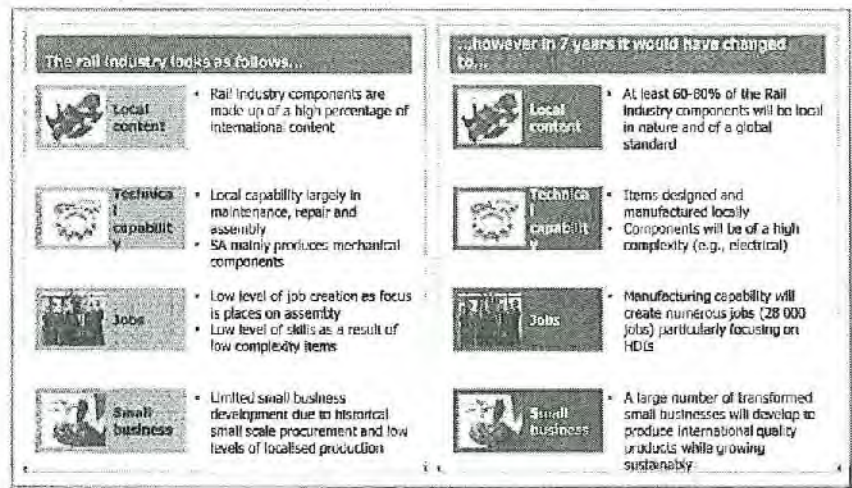 The rail industry looks as follows...
Local
content
• Rail Industry components are
made up of a high percentage of
international content
Technica
l
capabilit
y
• Local capability largely in
maintenance, repair and
assembly
• SA mainly produces mechanical
components
Jobs
• Low level of job creation as focus
is places on assembly
• Low level of skills as a result of
low complexity items
Small
business
• Limited small business
development due to historical
small scale procurement and low
levels of localised production
...however in 7 years it would have changed
to...
Local
content
• At least 60-80% of the Rail
Industry components will be local
in nature and of a global
standard
Technica
l
capabilit
y
• Items designed and
manufactured locally
• Components will be of a high
complexity (e.g., electrical)
Jobs
• Manufacturing capability will
create numerous jobs (28 000
jobs) particularly focusing on
HDIs
Small
business
• A large number of transformed
small businesses will develop to
produce international quality
products while growing
sustainably